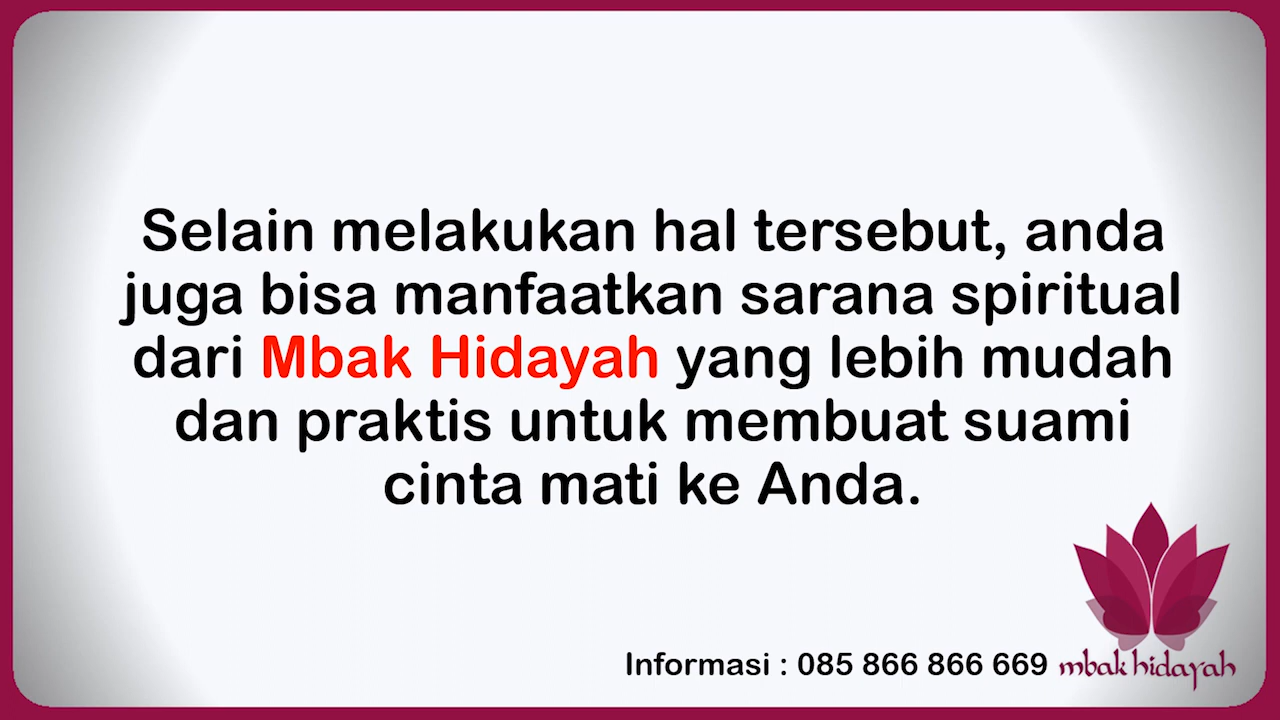 Selain melakukan hal tersebut, anda
juga bisa manfaatkan sarana spiritual
dari Mbak Hidayah yang lebih mudah
dan praktis untuk membuat suami
cinta mati ke Anda.
Informasi : 085 866 866 669 mbak hidayah